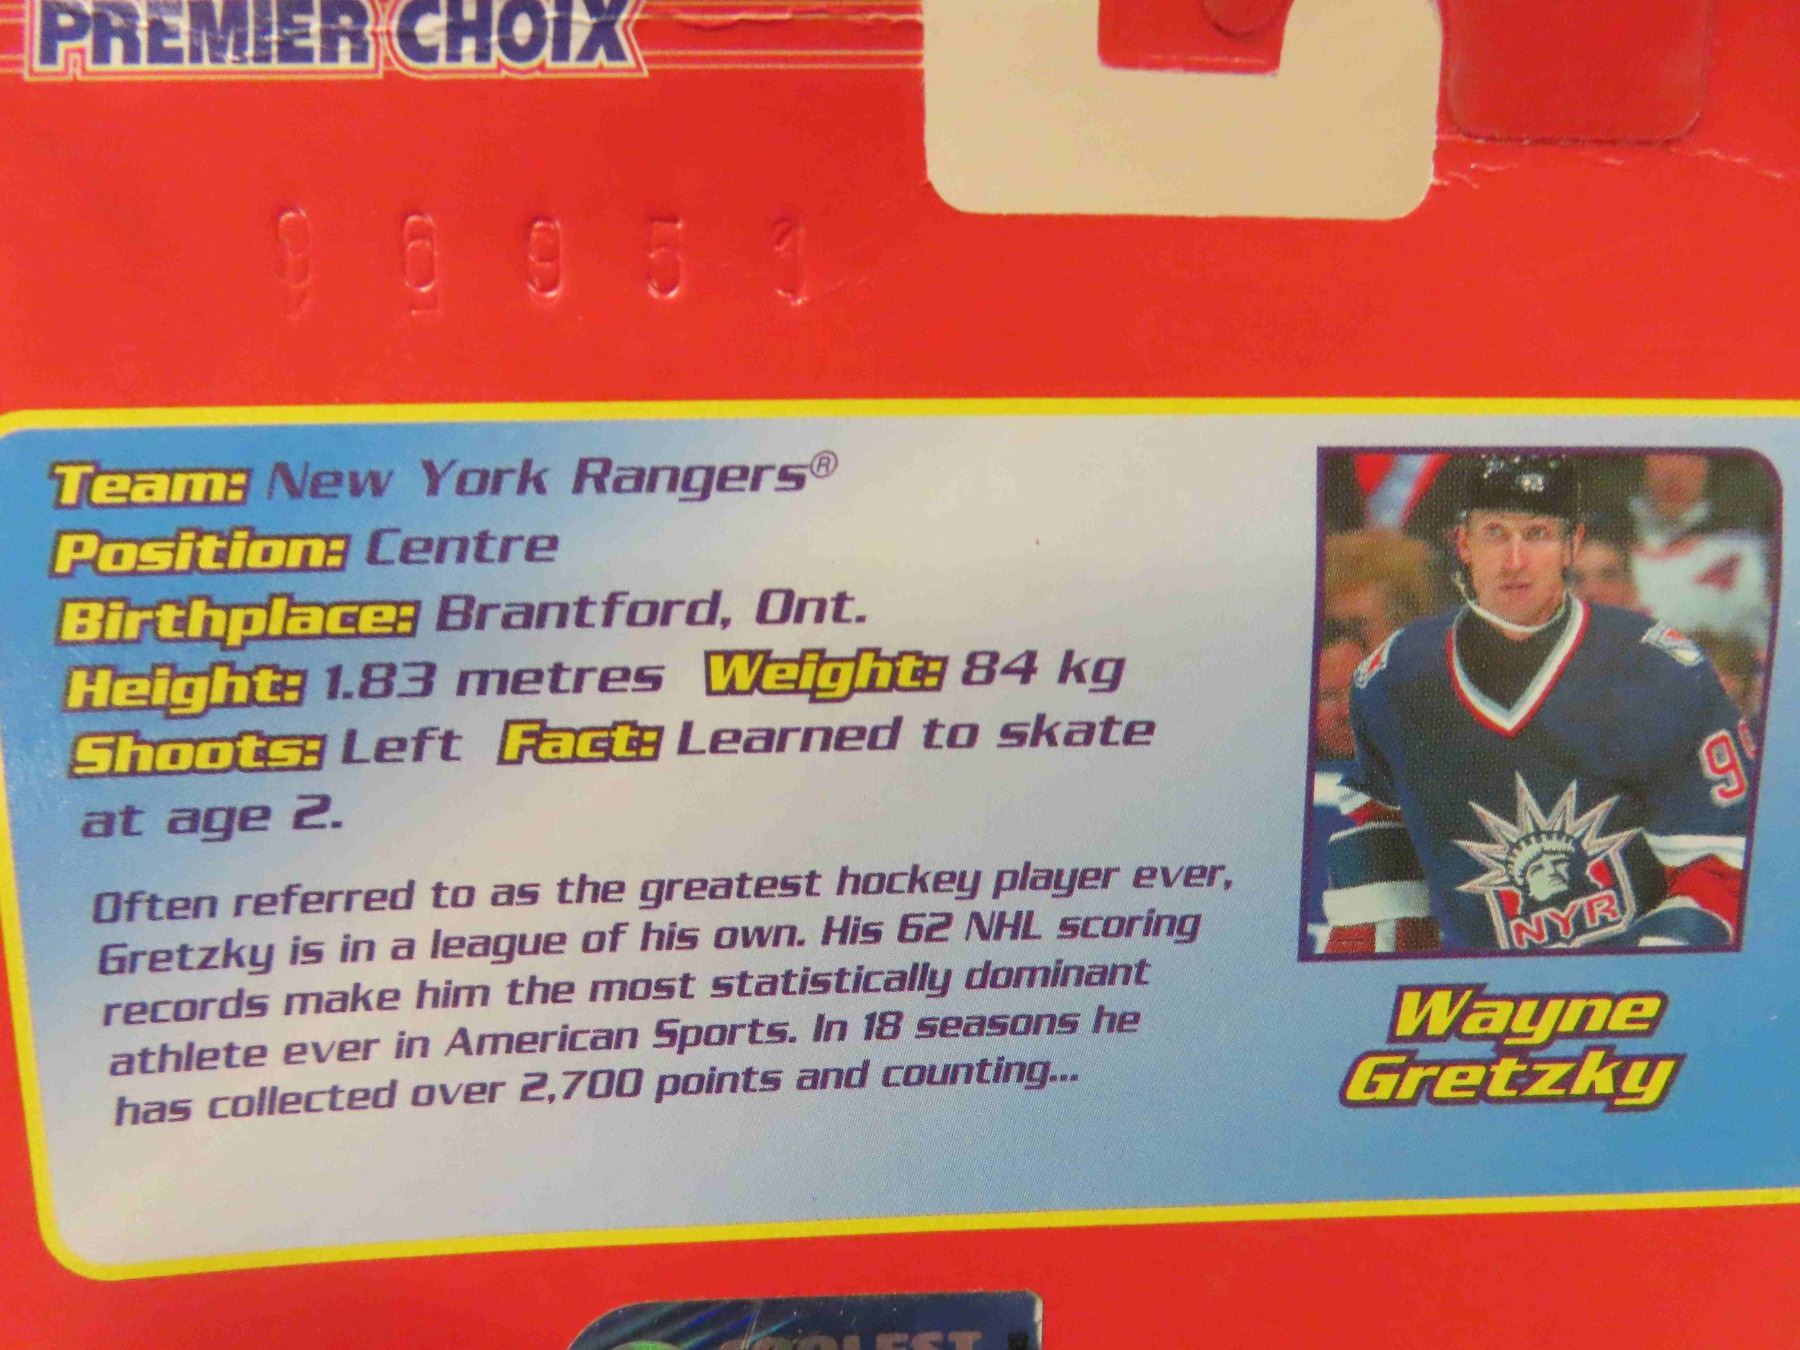 PREMIER CHOIX
Team: New York Rangers®
Position: Centre
Birthplace: Brantford, Ont.
Height: 1.83 metres Weight: 84 kg
Shoots: Left Fact: Learned to skate
at age 2.
Often referred to as the greatest hockey player ever,
Gretzky is in a league of his own. His 62 NHL scoring
records make him the most statistically dominant
athlete ever in American Sports. In 18 seasons he
has collected over 2,700 points and counting...
NYR
Wayne
Gretzky
COOLEST